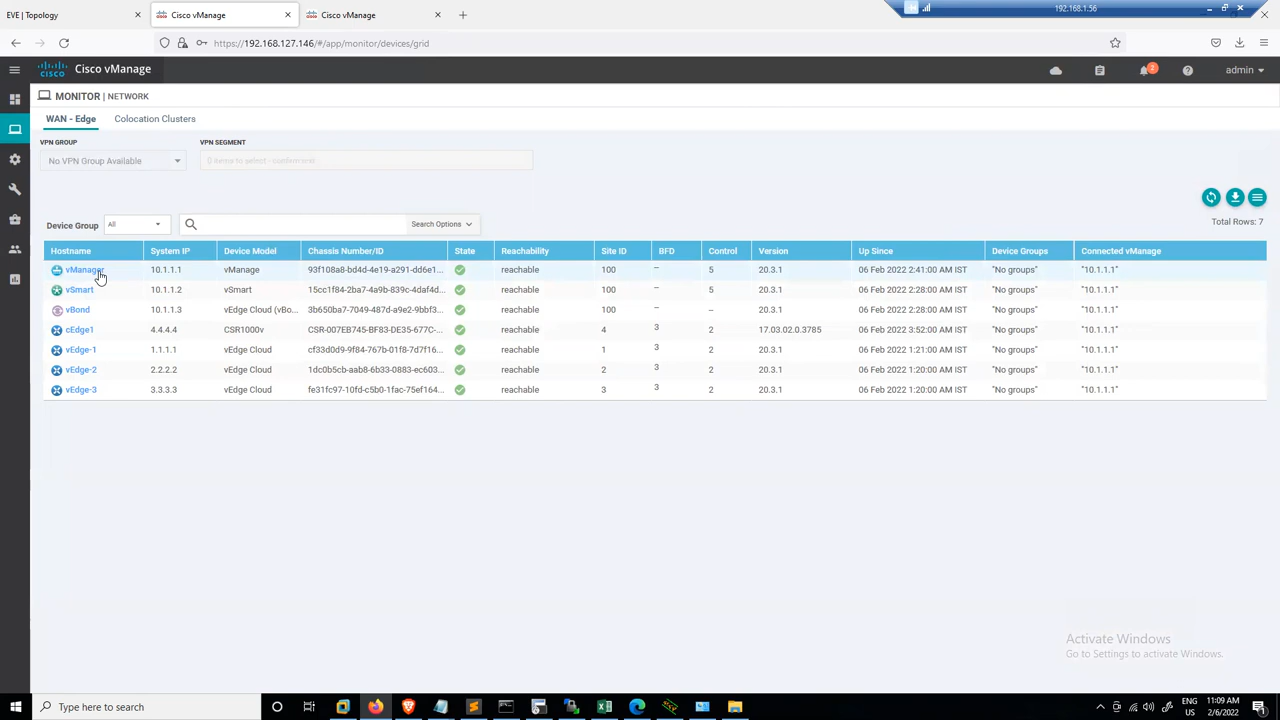 EVE | Topology
Cisco vManage
Cisco vManage
192.168.1.56
https://192.168.127.146/#/app/monitor/devices/grid
cisco
Cisco vManage
2
admin
MONITOR | NETWORK
WAN - Edge
Colocation Clusters
VPN GROUP
VPN SEGMENT
No VPN Group Available
0 items to select - confirm esc
Device Group
All
Search Options
Total Rows: 7
Hostname System IP Device Model Chassis Number/ID State Reachability Site ID BFD Control Version Up Since Device Groups Connected vManage
vManager 10.1.1.1 vManage 93f108a8-bd4d-4e19-a291-dd6e1... reachable 100 -- 5 20.3.1 06 Feb 2022 2:41:00 AM IST "No groups" "10.1.1.1"
vSmart 10.1.1.2 vSmart 15cc1f84-2ba7-4a9b-839c-4daf4d... reachable 100 -- 5 20.3.1 06 Feb 2022 2:28:00 AM IST "No groups" "10.1.1.1"
vBond 10.1.1.3 vEdge Cloud (vBo... 3b650ba7-7049-487d-a9e2-9bbf3... reachable 100 -- -- 20.3.1 06 Feb 2022 2:28:00 AM IST "No groups" "10.1.1.1"
cEdge1 4.4.4.4 CSR1000v CSR-007EB745-BF83-DE35-677C-... reachable 4 3 2 17.03.02.0.3785 06 Feb 2022 3:52:00 AM IST "No groups" "10.1.1.1"
vEdge-1 1.1.1.1 vEdge Cloud cf33d0d9-9f84-767b-01f8-7d7f16... reachable 1 3 2 20.3.1 06 Feb 2022 1:21:00 AM IST "No groups" "10.1.1.1"
vEdge-2 2.2.2.2 vEdge Cloud 1dc0b5cb-aab8-6b33-0883-ec603... reachable 2 3 2 20.3.1 06 Feb 2022 1:20:00 AM IST "No groups" "10.1.1.1"
vEdge-3 3.3.3.3 vEdge Cloud fe31fc97-10fd-c5b0-1fac-75ef164... reachable 3 3 2 20.3.1 06 Feb 2022 1:20:00 AM IST "No groups" "10.1.1.1"
Activate Windows
Go to Settings to activate Windows.
Type here to search
ENG
US
11:09 AM
2/6/2022
1